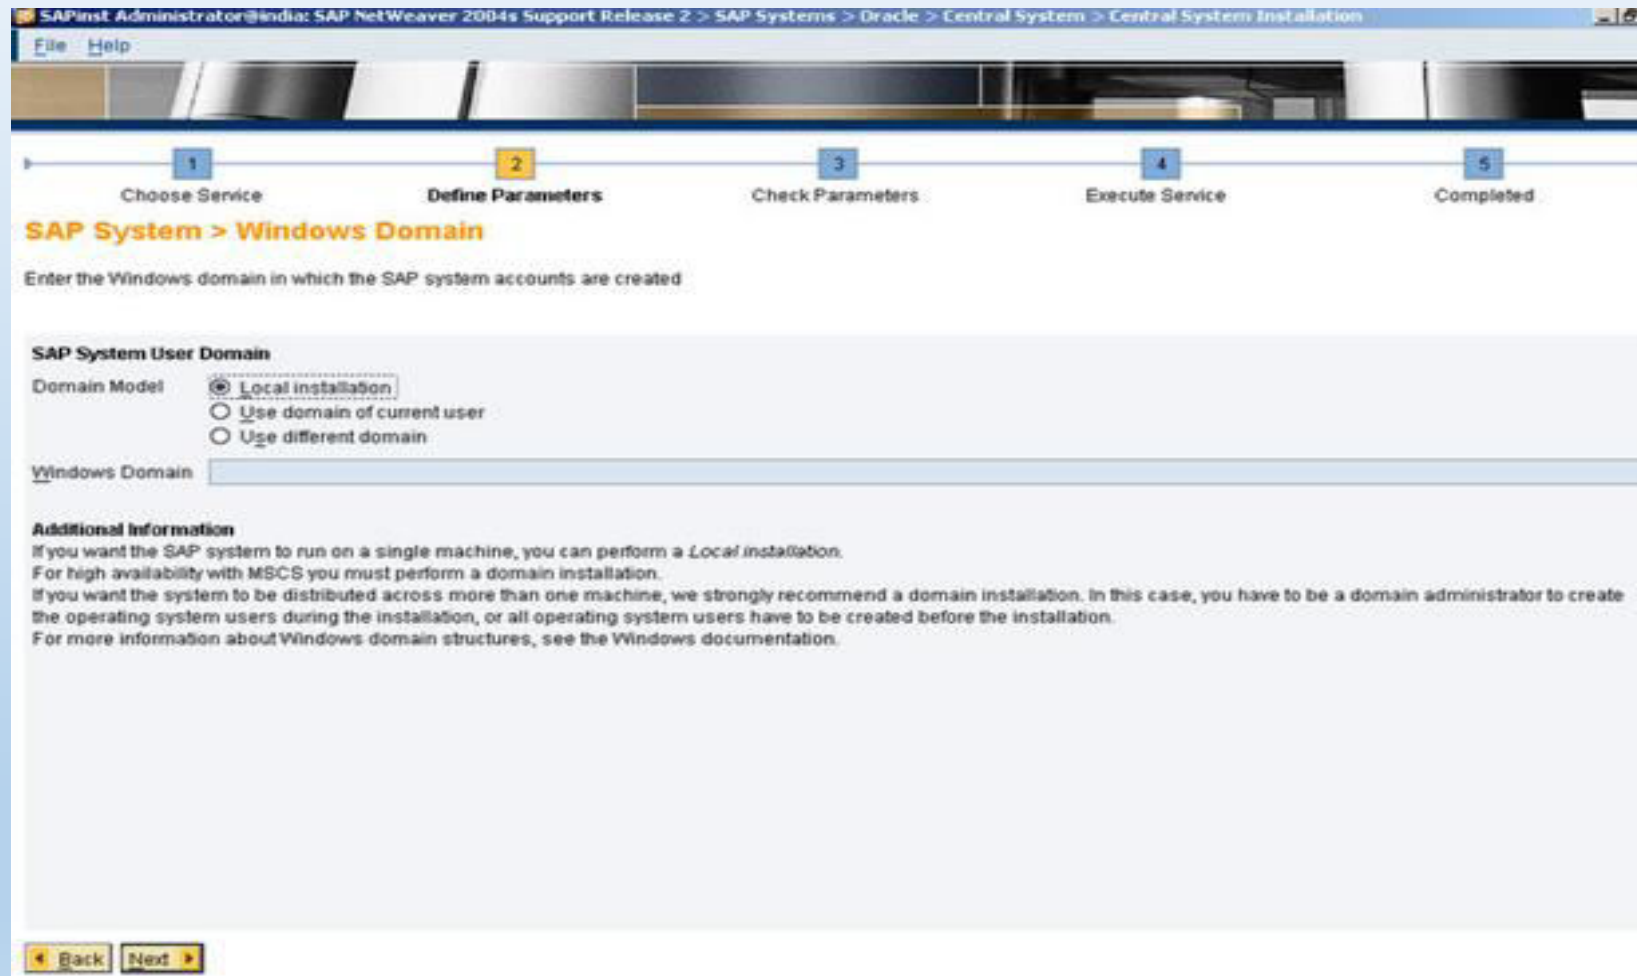 SAPinst Administrator@india: SAP NetWeaver 2004s Support Release 2 > SAP Systems > Oracle > Central System > Central System Installation
File Help
1 2 3 4 5
Choose Service Define Parameters Check Parameters Execute Service Completed
SAP System > Windows Domain
Enter the Windows domain in which the SAP system accounts are created
SAP System User Domain
Domain Model Local installation
Use domain of current user
Use different domain
Windows Domain
Additional Information
If you want the SAP system to run on a single machine, you can perform a Local installation.
For high availability with MSCS you must perform a domain installation.
If you want the system to be distributed across more than one machine, we strongly recommend a domain installation. In this case, you have to be a domain administrator to create
the operating system users during the installation, or all operating system users have to be created before the installation.
For more information about Windows domain structures, see the Windows documentation.
Back Next